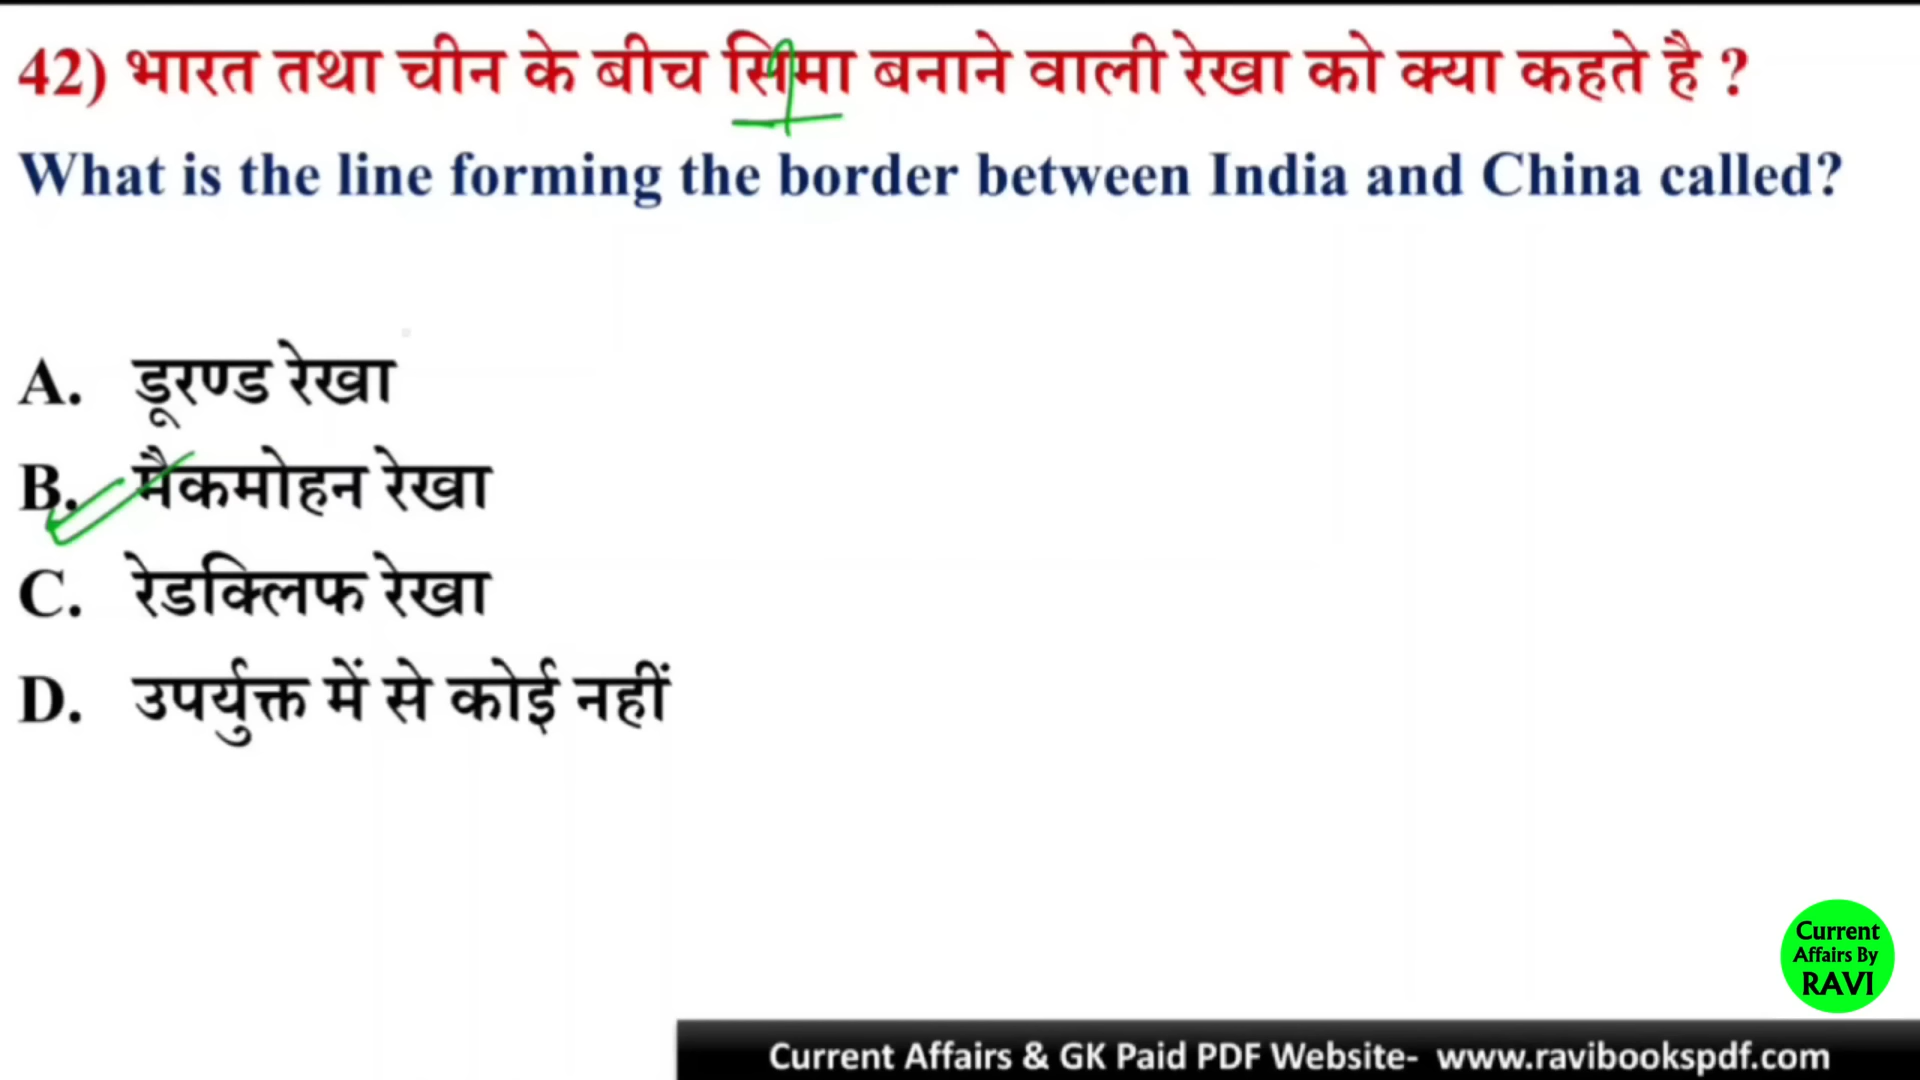 42) भारत तथा चीन के बीच सिमा बनाने वाली रेखा को क्या कहते है ?
What is the line forming the border between India and China called?
A. डूरण्ड रेखा
B. मैकमोहन रेखा
C. रेडक्लिफ रेखा
D. उपर्युक्त में से कोई नहीं
Current
Affairs By
RAVI
Current Affairs & GK Paid PDF Website- www.ravibookspdf.com